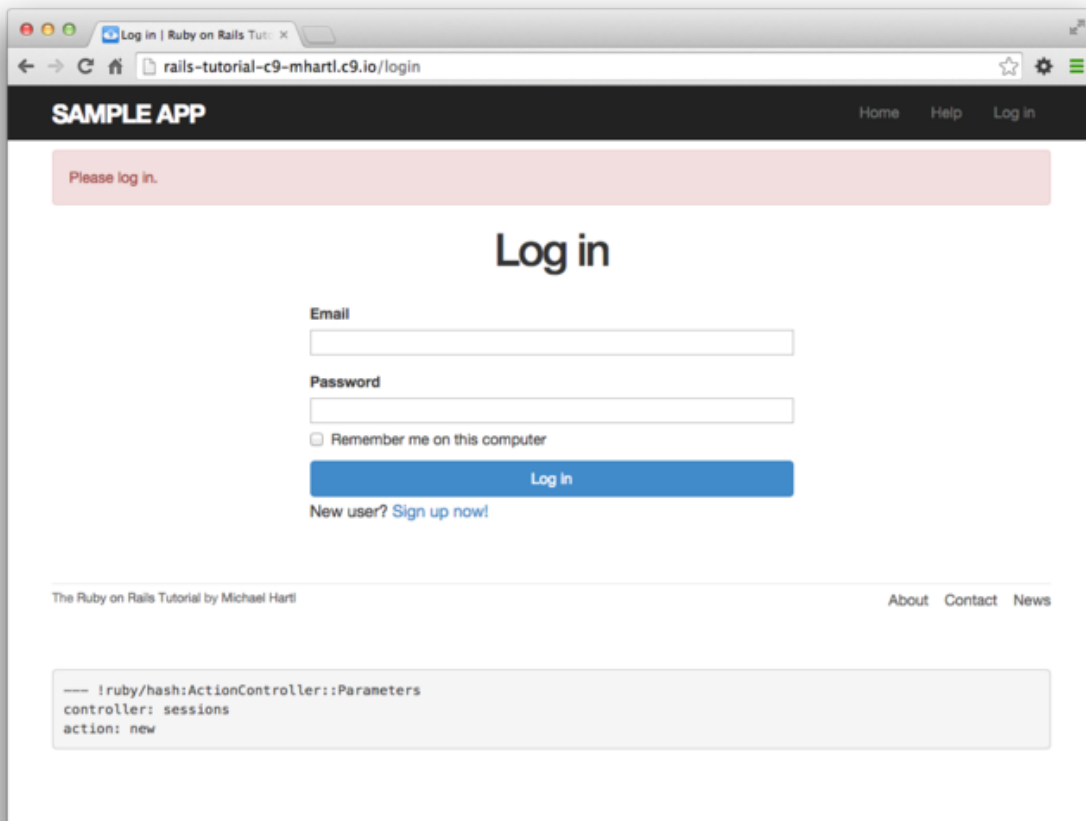 Log in | Ruby on Rails Tuto
rails-tutorial-c9-mhartl.c9.io/login
SAMPLE APP
Home Help Log in
Please log in.
Log in
Email
Password
Remember me on this computer
Log in
New user? Sign up now!
The Ruby on Rails Tutorial by Michael Hartl
About Contact News
--- !ruby/hash:ActionController::Parameters
controller: sessions
action: new